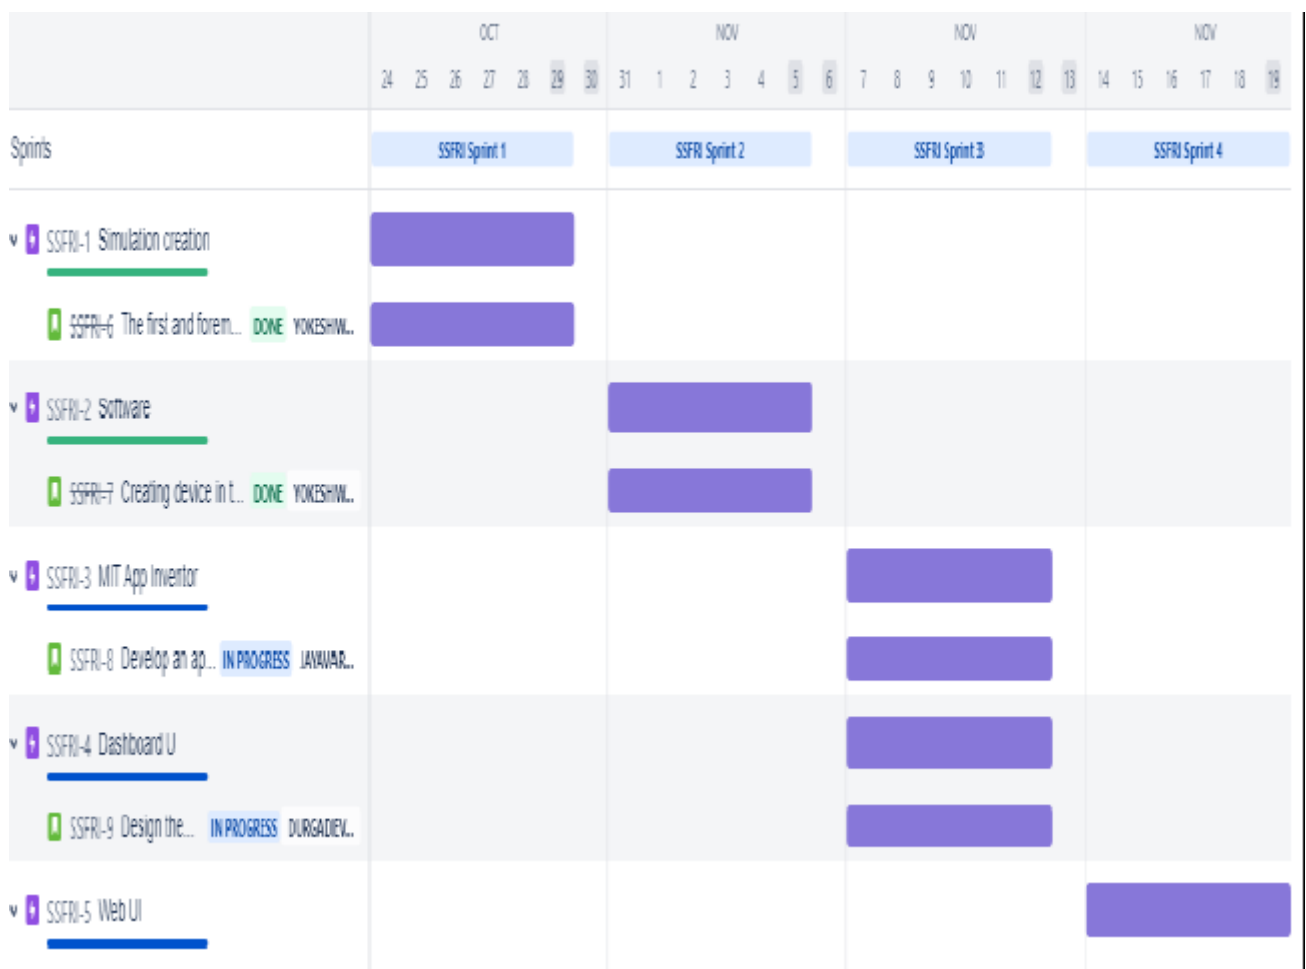 OCT NOV NOV NOV
24 25 26 27 28 29 30 31 1 2 3 4 5 6 7 8 9 10 11 12 13 14 15 16 17 18 19
Sprints SSFRI Sprint 1 SSFRI Sprint 2 SSFRI Sprint 3 SSFRI Sprint 4
SSFRI-1 Simulation creation
SSFRI-6 The first and forem... DONE YOKESHW...
SSFRI-2 Software
SSFRI-7 Creating device in t... DONE YOKESHW...
SSFRI-3 MIT App Inventor
SSFRI-8 Develop an ap... IN PROGRESS JAYAVAR...
SSFRI-4 Dashboard U
SSFRI-9 Design the... IN PROGRESS DURGADEV...
SSFRI-5 Web UI